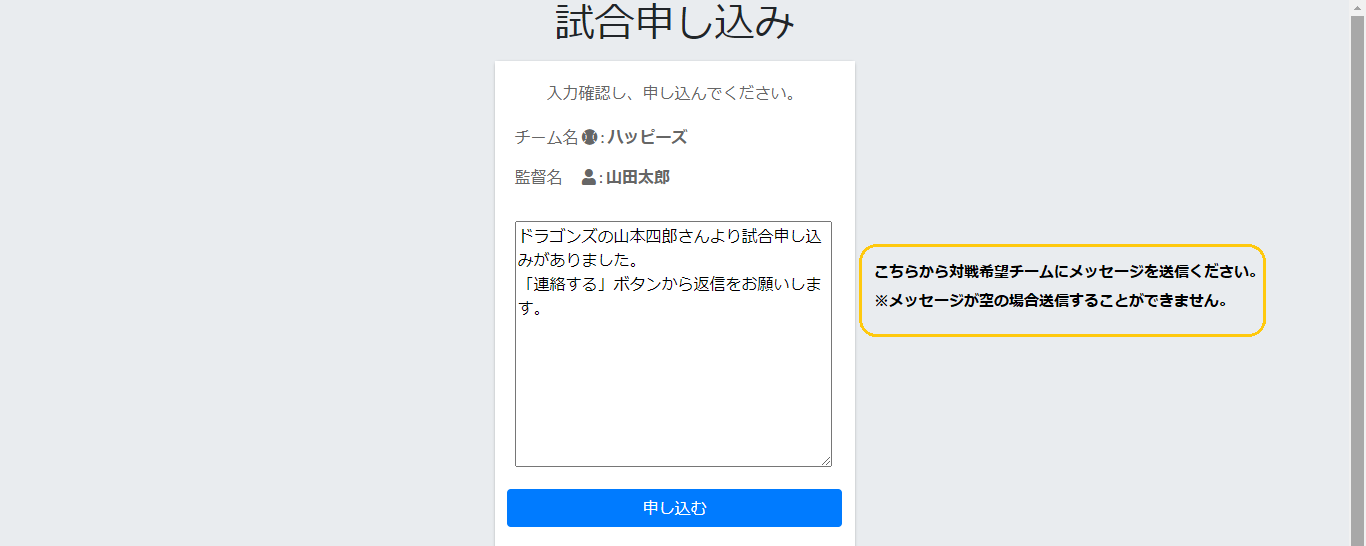 試合申し込み
入力確認し、申し込んでください。
チーム名 : ハッピーズ
監督名 : 山田太郎
ドラゴンズの山本四郎さんより試合申し込
みがありました。
「連絡する」ボタンから返信をお願いしま
す。
こちらから対戦希望チームにメッセージを送信ください。
※メッセージが空の場合送信することができません。
申し込む